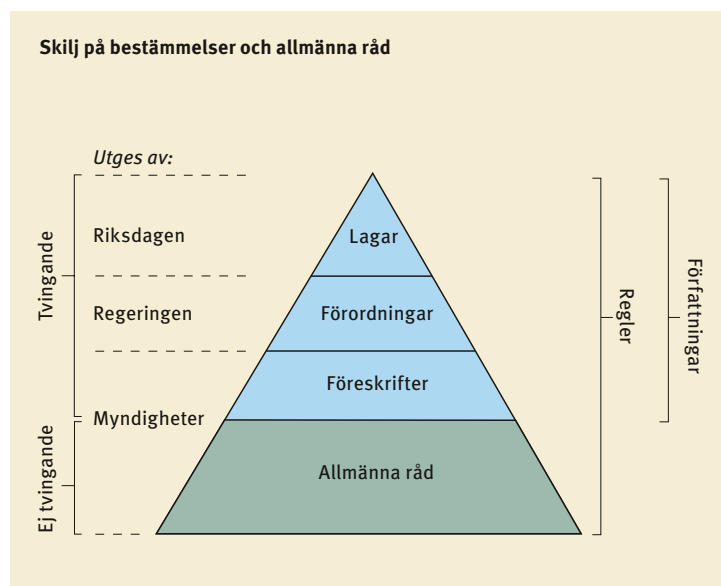 Skilj på bestämmelser och allmänna råd
Utges av:
Tvingande
Riksdagen
Lagar
Regeringen
Förordningar
Föreskrifter
Myndigheter
Ej tvingande
Allmänna råd
Regler
Författningar